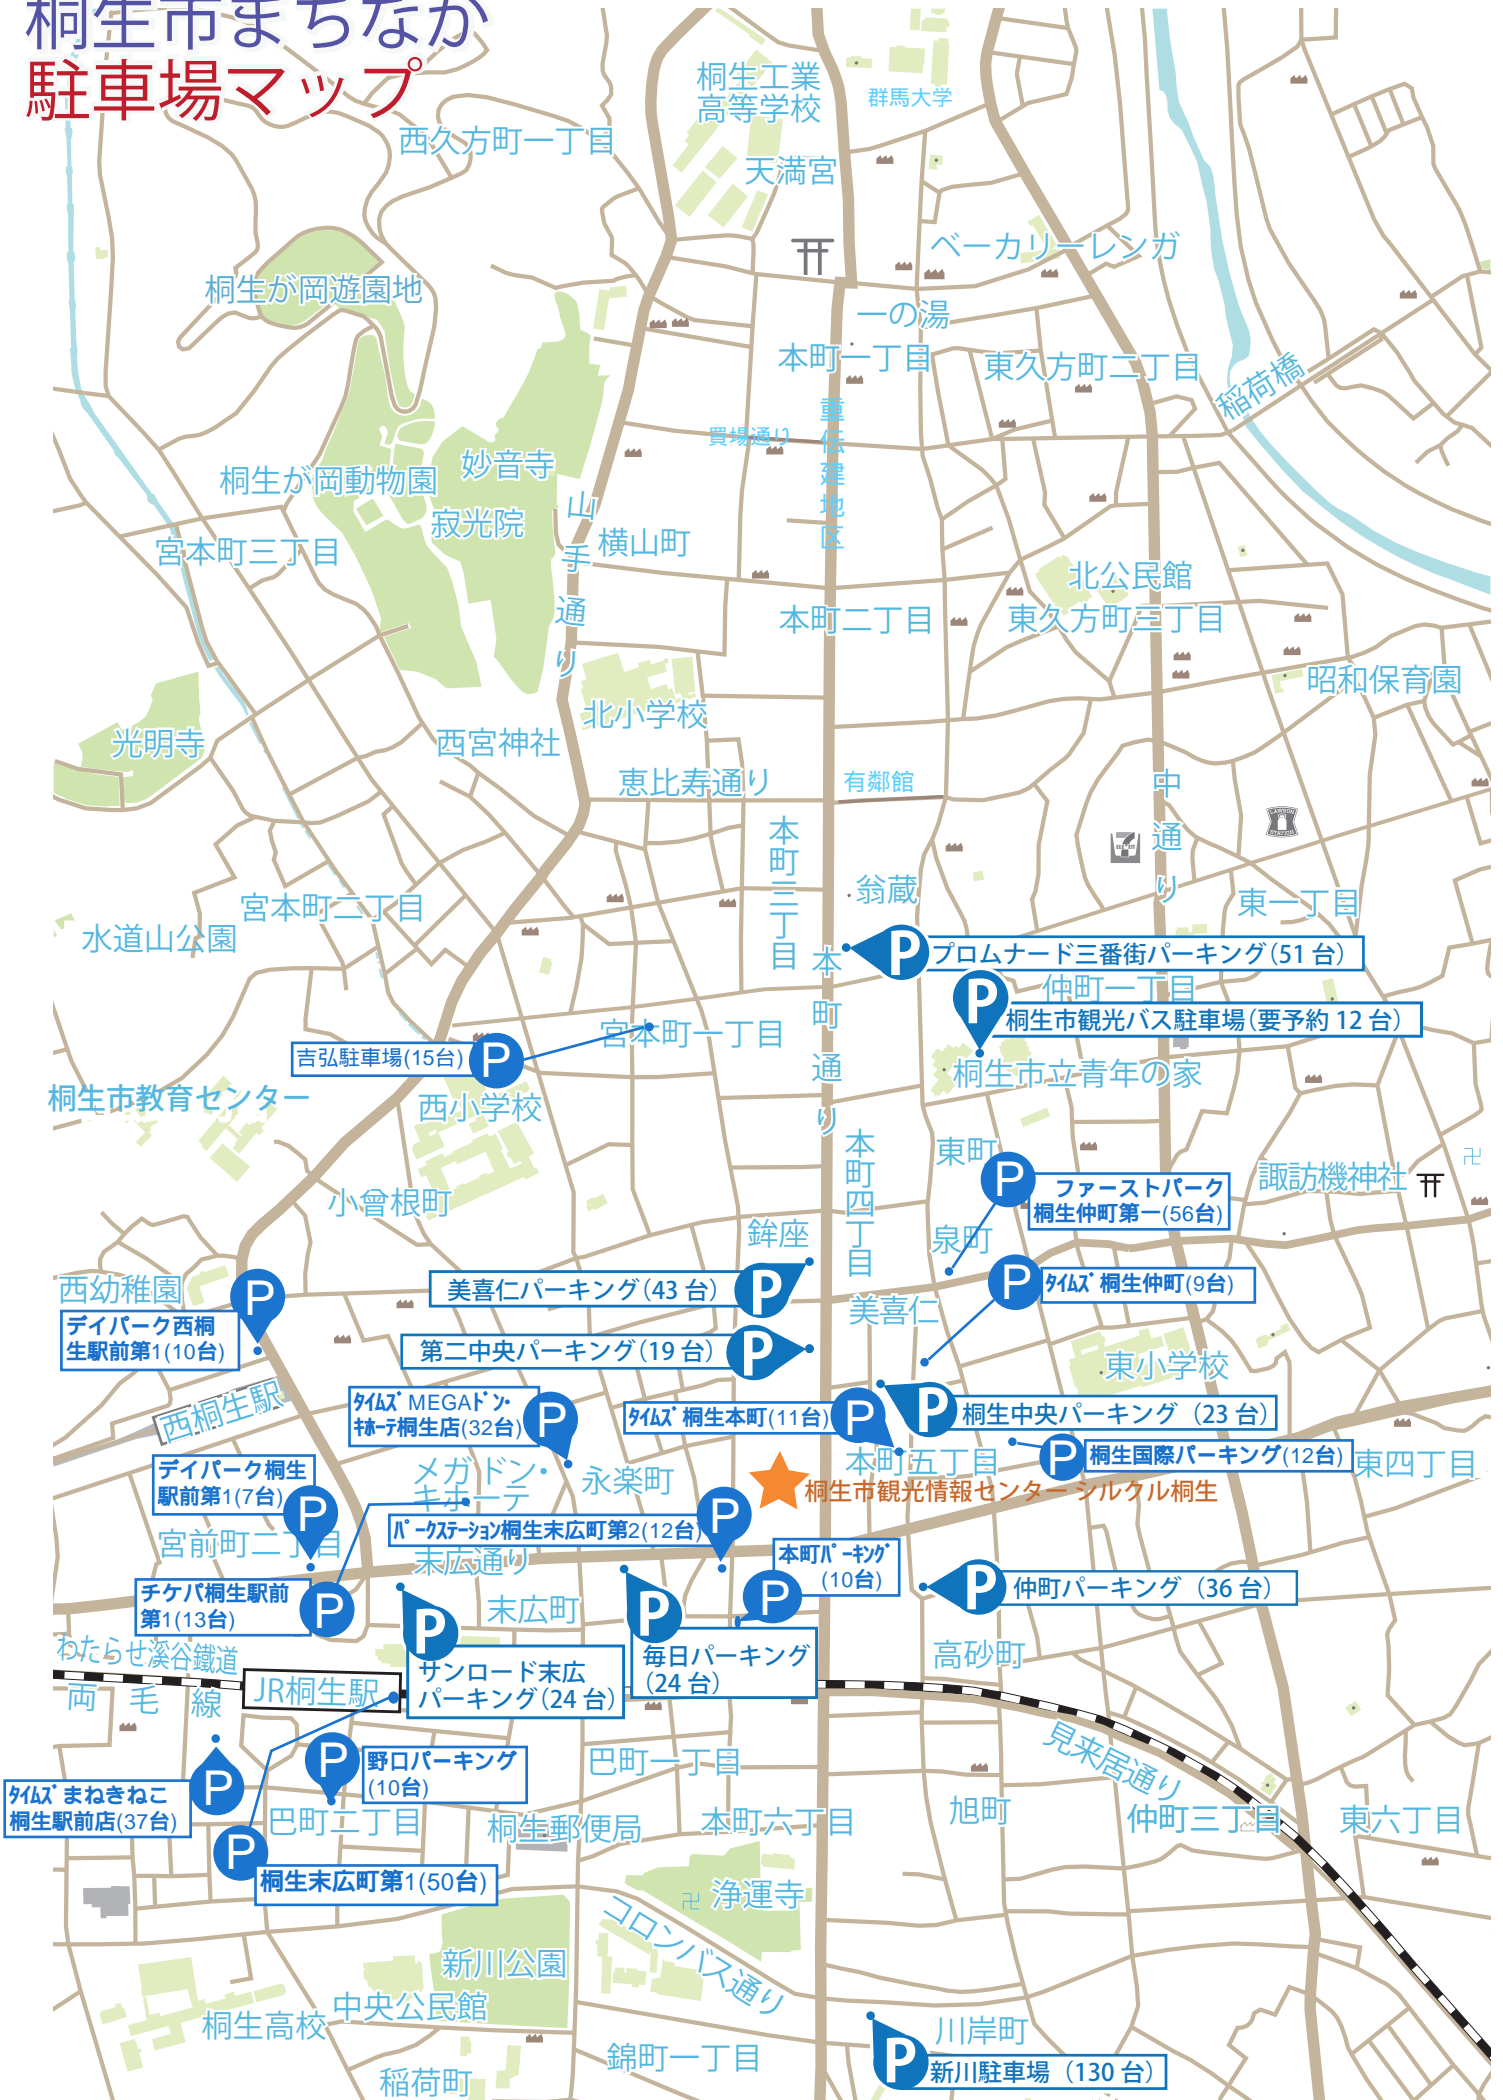 桐生市まちなか
駐車場マップ
桐生工業
高等学校
群馬大学
西久方町一丁目
天満宮
ベーカリーレンガ
桐生が岡遊園地
一の湯
本町一丁目
東久方町二丁目
稲荷橋
買場通り
重伝建地区
妙音寺
桐生が岡動物園
寂光院
山手通り
横山町
宮本町三丁目
北公民館
本町二丁目
東久方町三丁目
昭和保育園
北小学校
光明寺
西宮神社
恵比寿通り
有鄰館
中通り
本町三丁目
翁蔵
東一丁目
宮本町二丁目
水道山公園
P プロムナード三番街パーキング(51 台)
本町通り
仲町一丁目
P 桐生市観光バス駐車場(要予約 12 台)
宮本町一丁目
吉弘駐車場(15台) P
桐生市立青年の家
桐生市教育センター
西小学校
本町四丁目
東町
P ファーストパーク
桐生仲町第一(56台)
諏訪機神社
小曾根町
鉾座
泉町
西幼稚園
P
デイパーク西桐
生駅前第1(10台)
美喜仁パーキング(43 台) P
P ﾀｲﾑｽﾞ桐生仲町(9台)
美喜仁
第二中央パーキング(19 台) P
東小学校
西桐生駅
ﾀｲﾑｽﾞMEGAﾄﾞﾝ･
ｷﾎｰﾃ桐生店(32台) P
ﾀｲﾑｽﾞ桐生本町(11台) P
P 桐生中央パーキング (23 台)
本町五丁目
P 桐生国際パーキング(12台)
東四丁目
デイパーク桐生
駅前第1(7台) P
メガ ドン・
キホーテ
永楽町
桐生市観光情報センター シルクル桐生
宮前町二丁目
ﾊﾟｰｸｽﾃｰｼｮﾝ桐生末広町第2(12台) P
末広通り
本町ﾊﾟｰｷﾝｸﾞ
(10台)
P
チケパ桐生駅前
第1(13台) P
末広町
P 仲町パーキング (36 台)
わたらせ渓谷鐵道
両毛線
JR桐生駅
P
サンロード末広
パーキング(24 台)
P
毎日パーキング
(24 台)
高砂町
見来居通り
P 野口パーキング
(10台)
巴町一丁目
ﾀｲﾑｽﾞまねきねこ
桐生駅前店(37台) P
巴町二丁目
桐生郵便局
本町六丁目
旭町
仲町三丁目
東六丁目
P
桐生末広町第1(50台)
浄運寺
コロンバス通り
新川公園
中央公民館
桐生高校
川岸町
錦町一丁目
P 新川駐車場 (130 台)
稲荷町